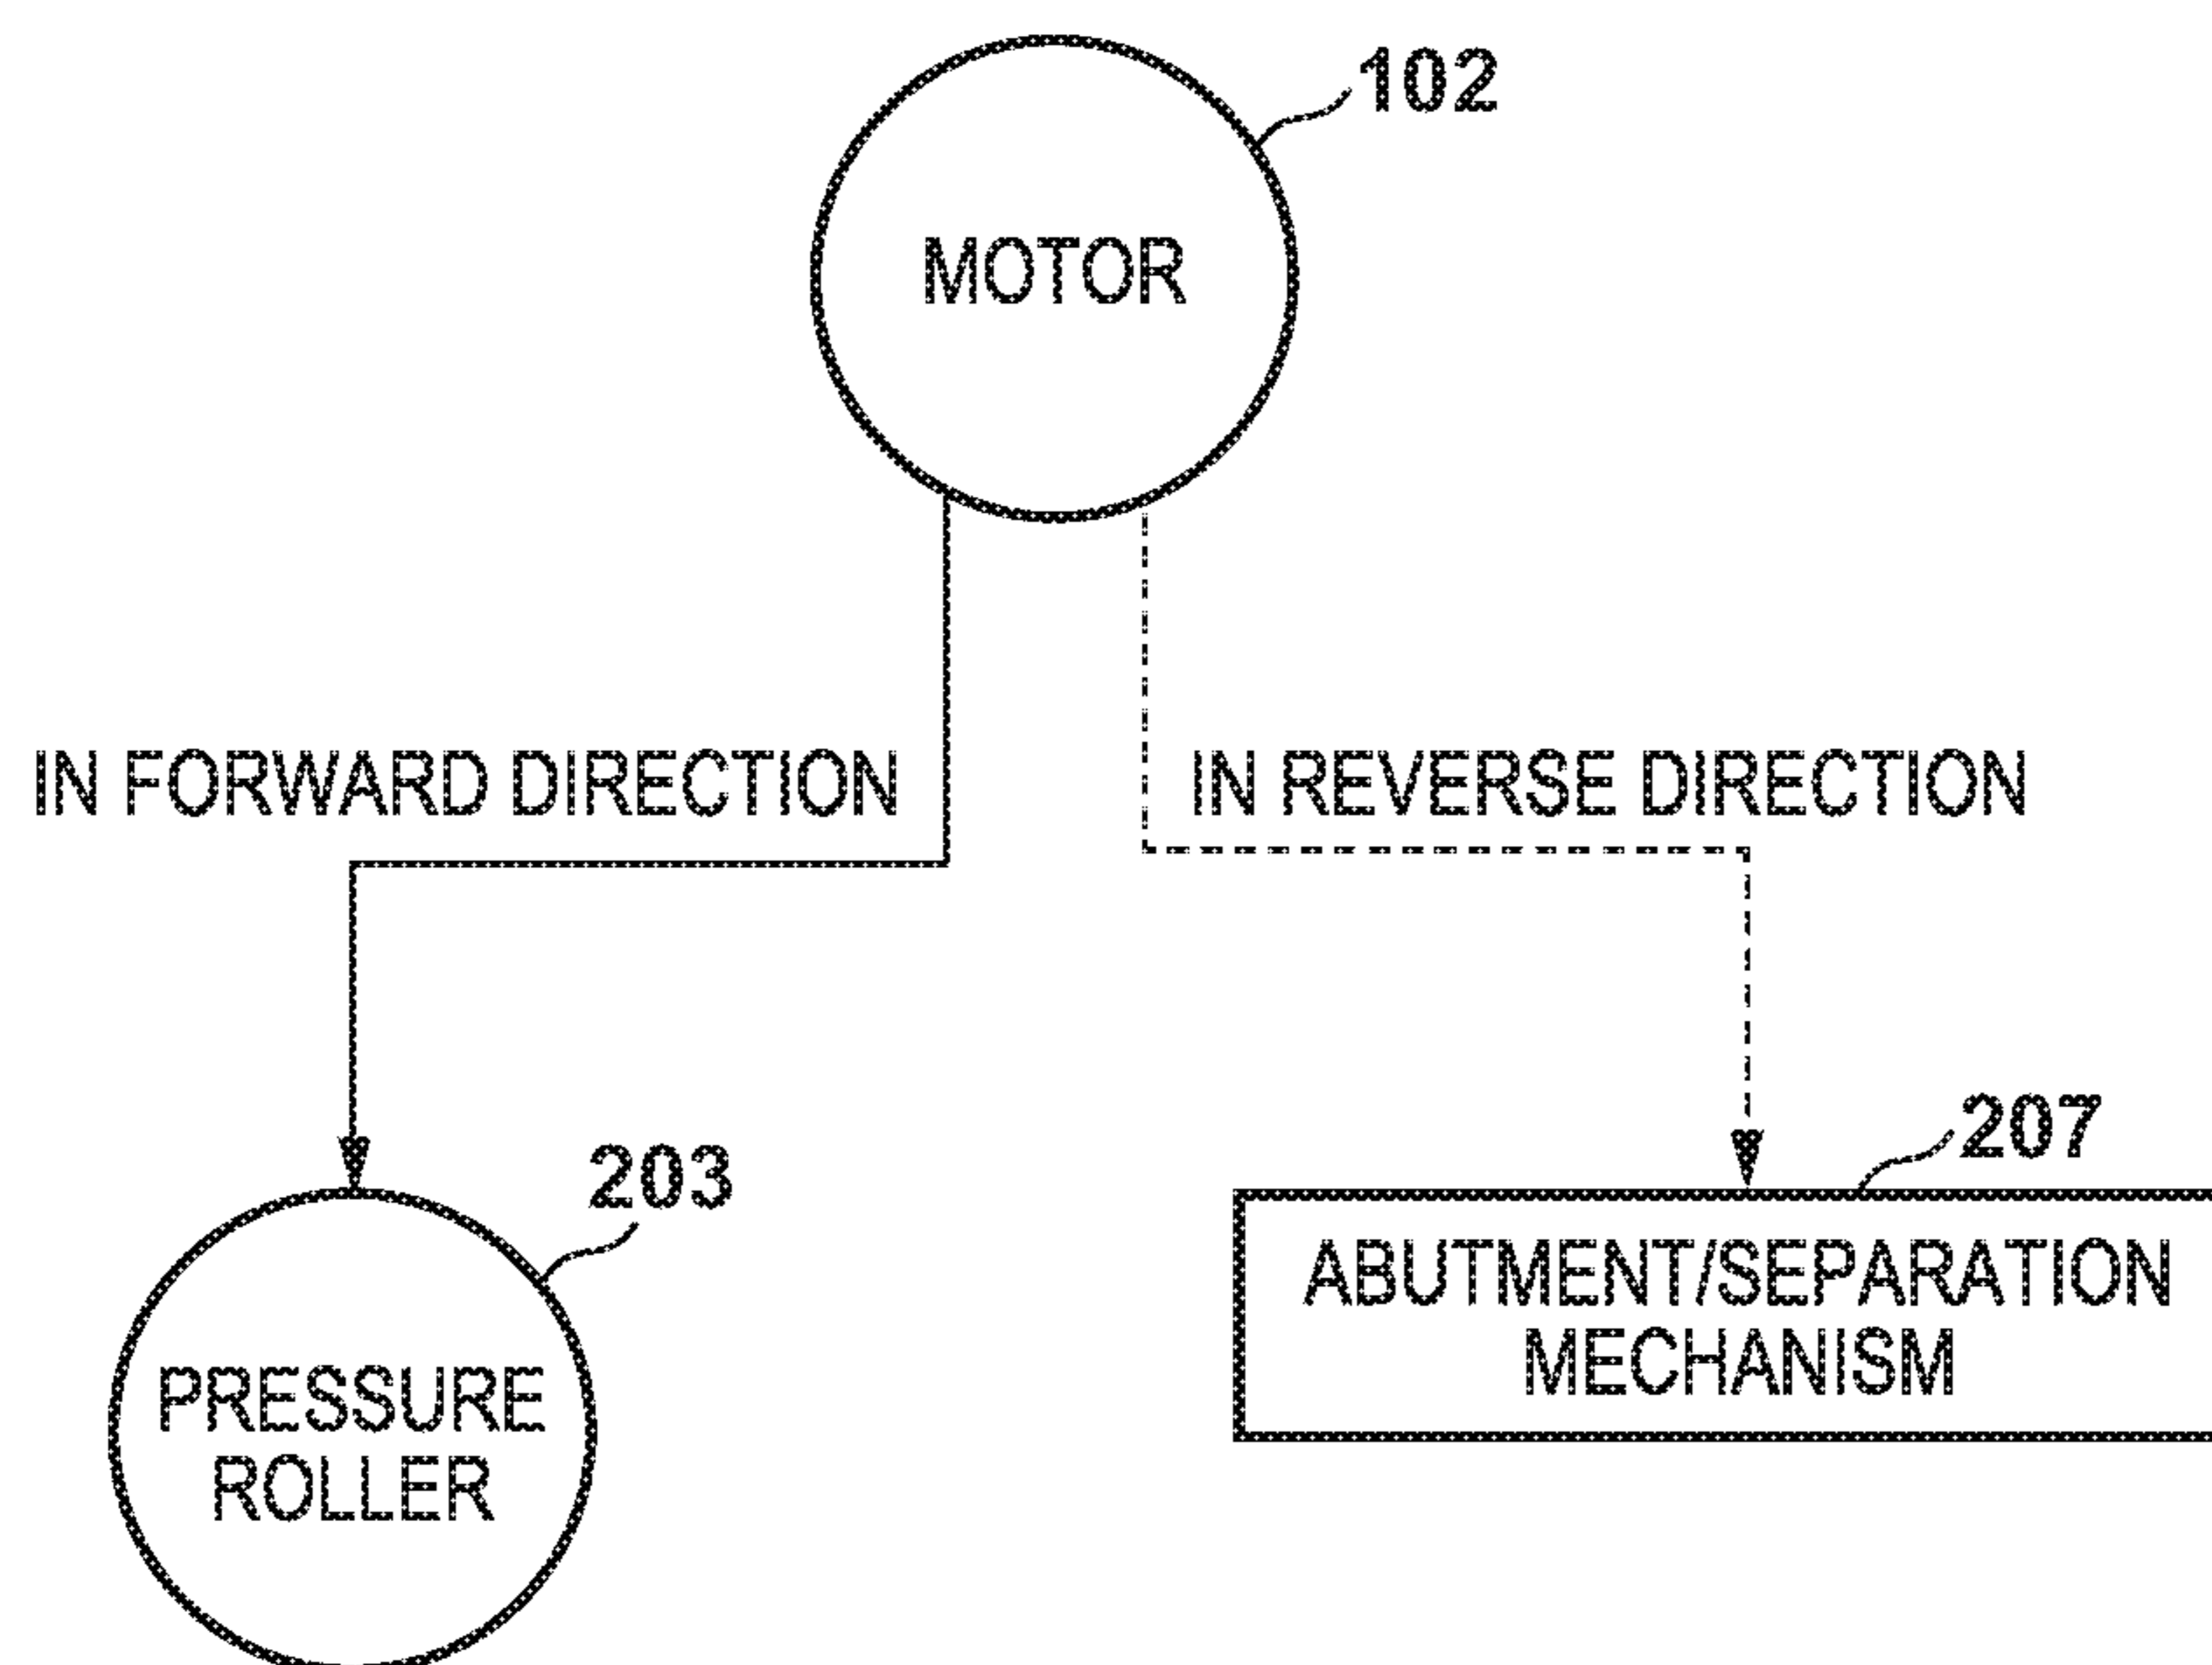 102
MOTOR
IN FORWARD DIRECTION
IN REVERSE DIRECTION
203
207
PRESSURE
ROLLER
ABUTMENT/SEPARATION
MECHANISM